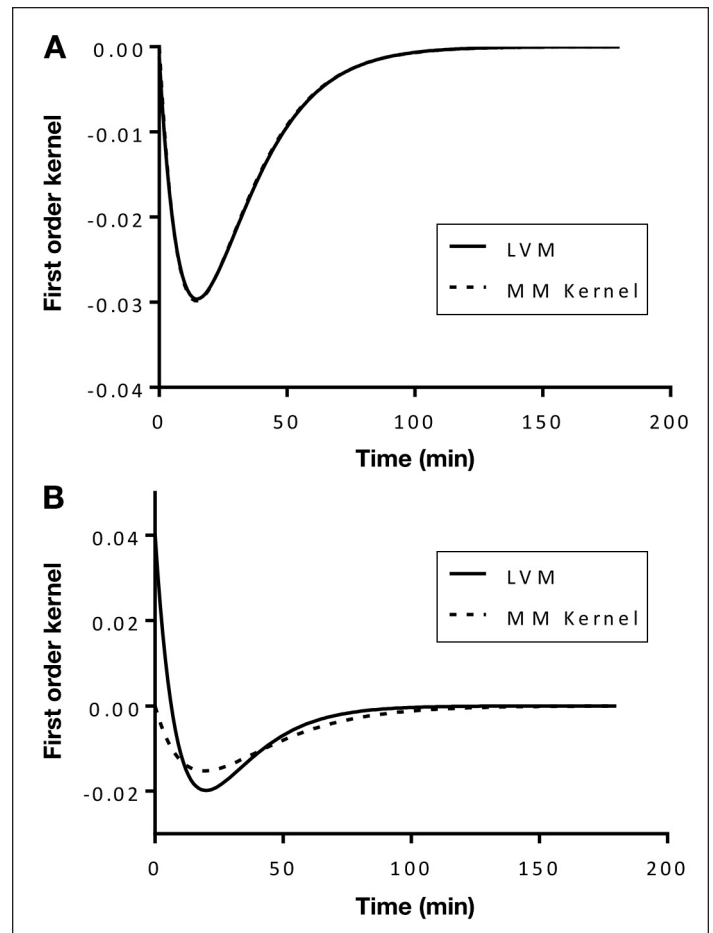 A
0.00
-0.01
-0.02
-0.03
-0.04
First order kernel
LVM
MM Kernel
0 50 100 150 200
Time (min)
B
0.04
0.02
0.00
-0.02
First order kernel
LVM
MM Kernel
0 50 100 150 200
Time (min)